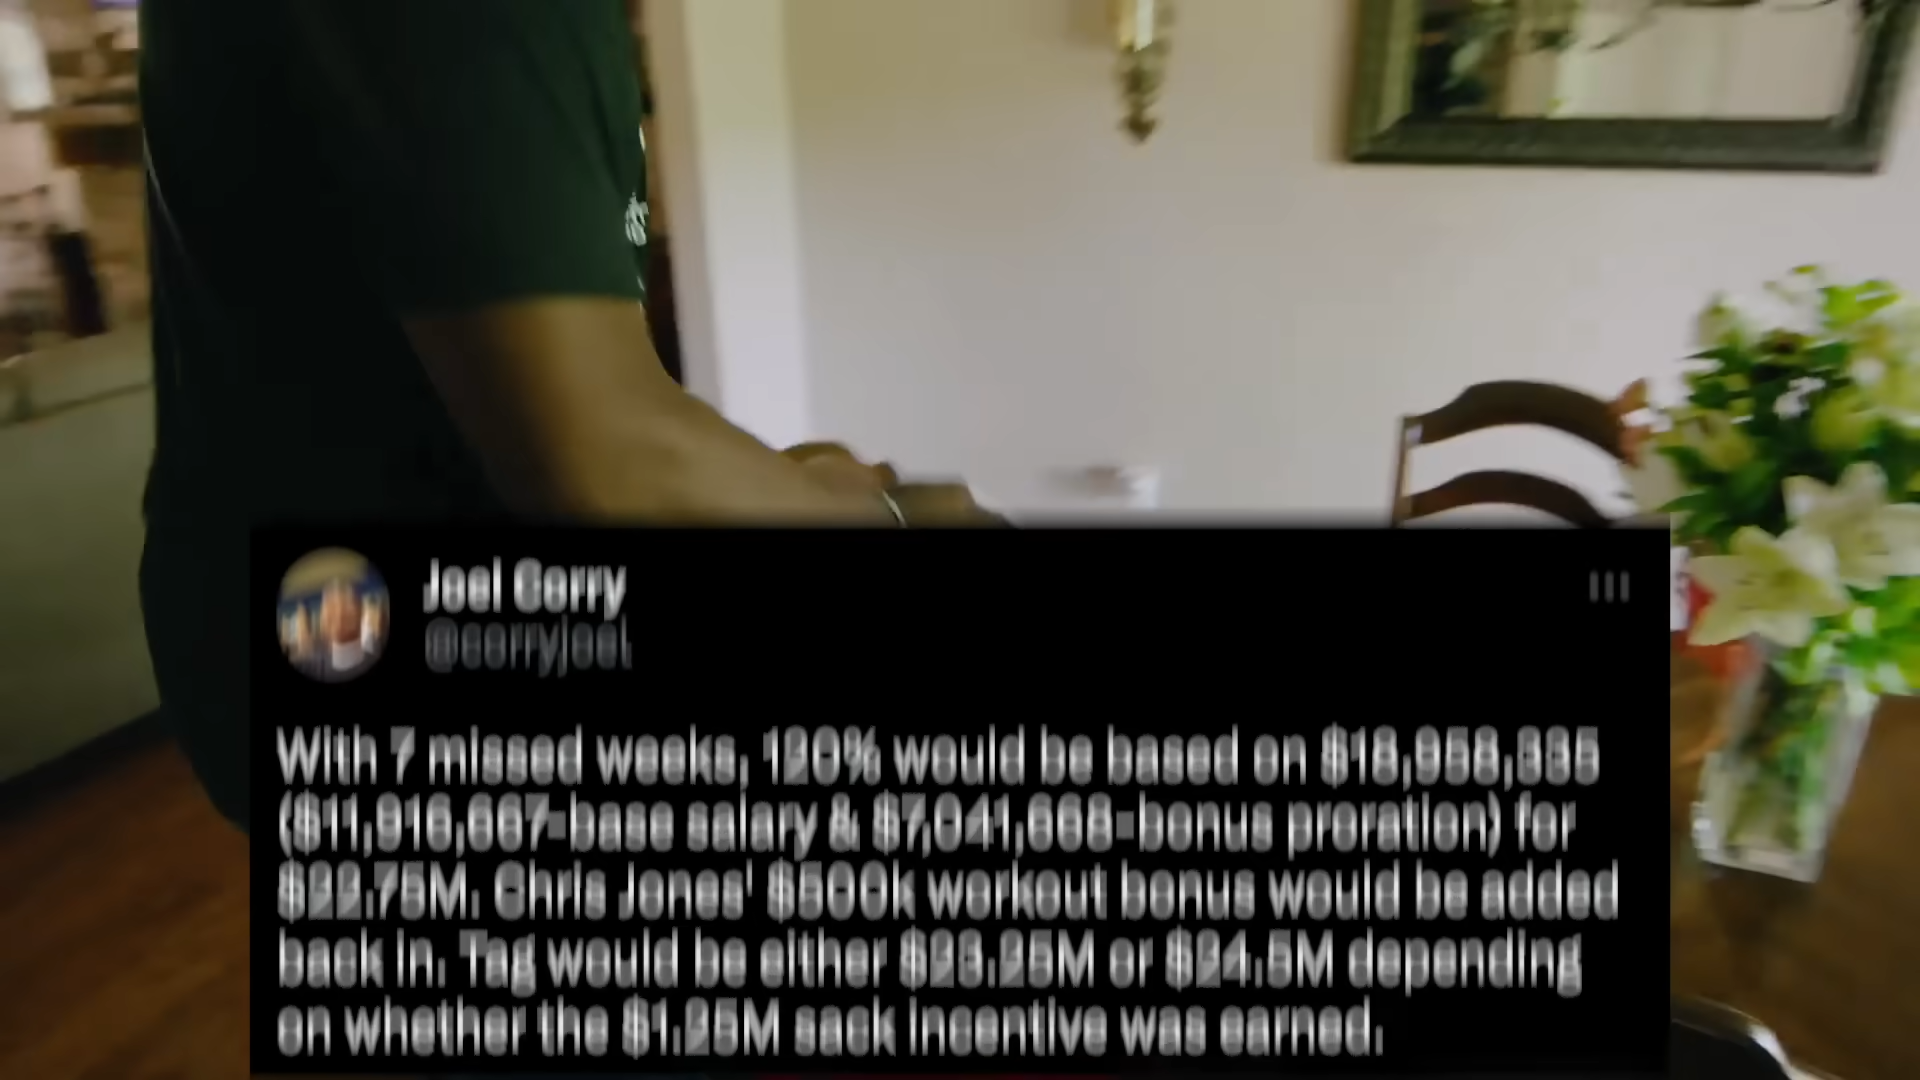 Joel Corry
@corryjoel
With 7 missed weeks, 120% would be based on $18,958,335
($11,916,667-base salary & $7,041,668-bonus proration) for
$22.75M. Chris Jones' $500k workout bonus would be added
back in. Tag would be either $23.25M or $24.5M depending
on whether the $1.25M sack incentive was earned.